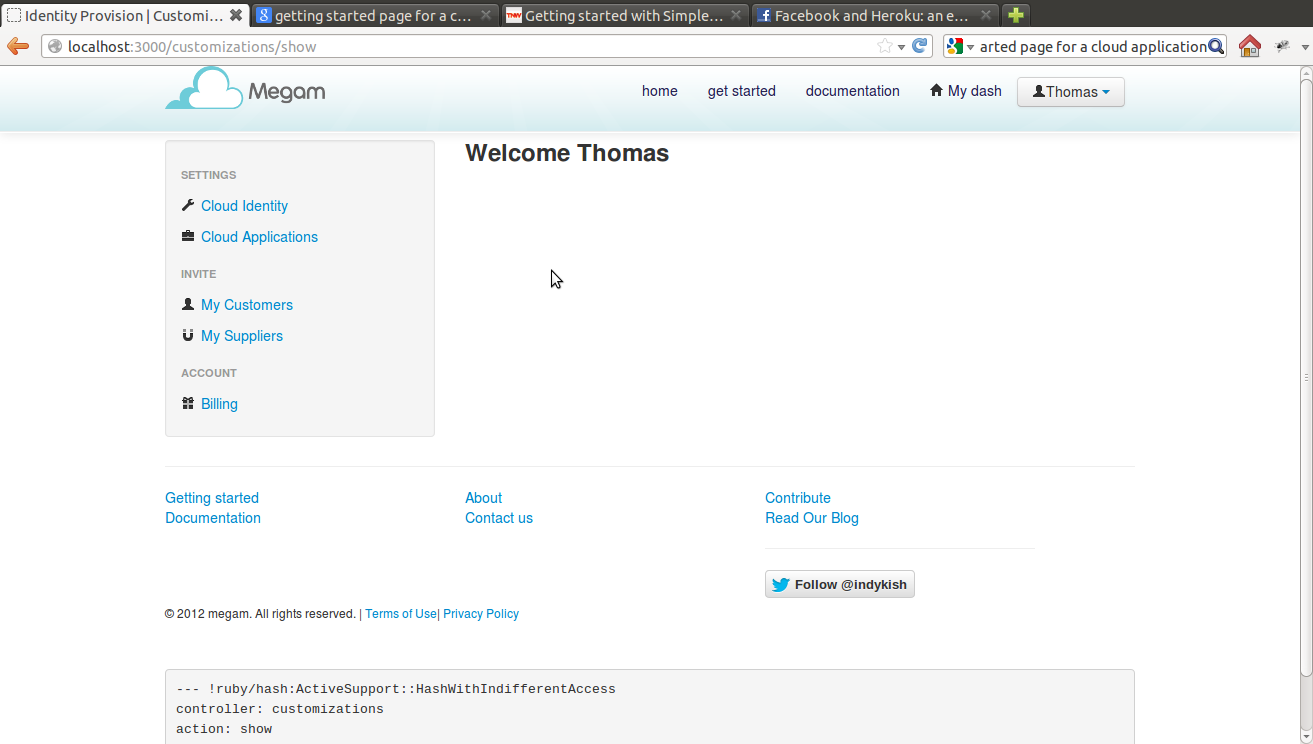 Identity Provision | Customi...
getting started page for a c...
Getting started with Simple...
Facebook and Heroku: an e...
localhost:3000/customizations/show
arted page for a cloud application
Megam
home
get started
documentation
My dash
Thomas
SETTINGS
Cloud Identity
Cloud Applications
INVITE
My Customers
My Suppliers
ACCOUNT
Billing
Welcome Thomas
Getting started
Documentation
About
Contact us
Contribute
Read Our Blog
Follow @indykish
© 2012 megam. All rights reserved. | Terms of Use| Privacy Policy
--- !ruby/hash:ActiveSupport::HashWithIndifferentAccess
controller: customizations
action: show